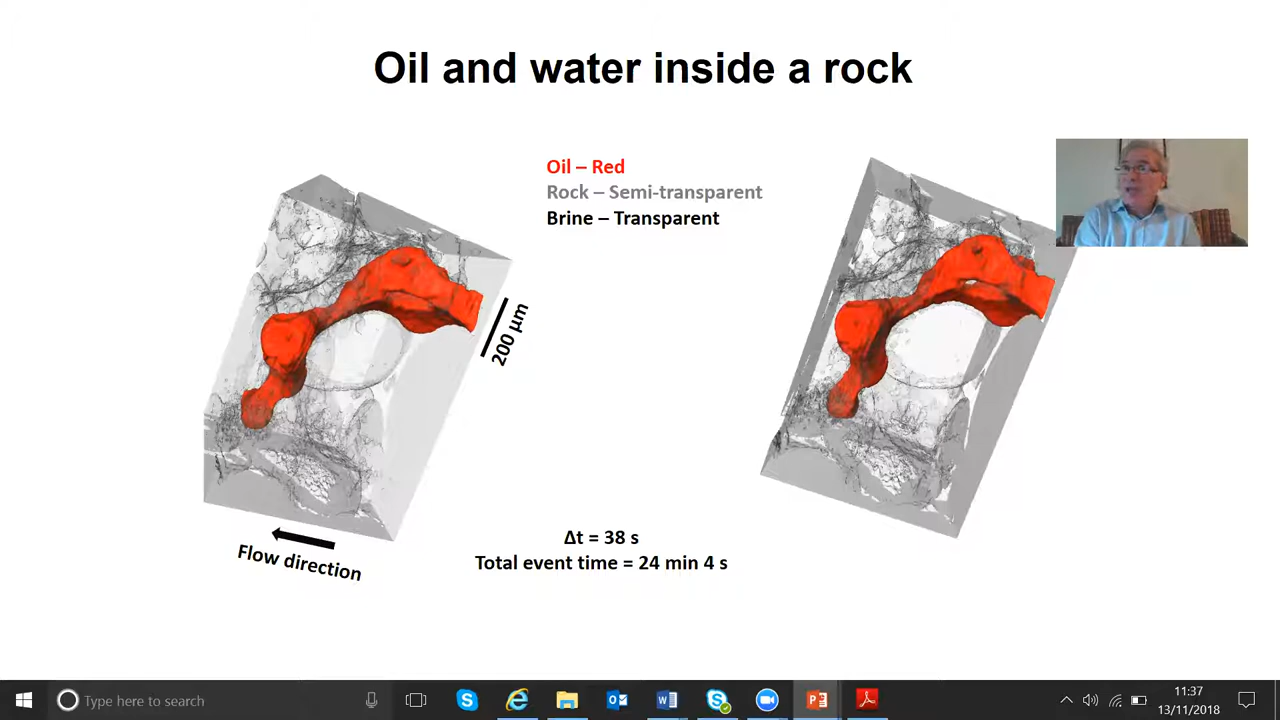 Oil and water inside a rock
Oil – Red
Rock – Semi-transparent
Brine – Transparent
200 μm
Flow direction
Δt = 38 s
Total event time = 24 min 4 s
Type here to search
11:37
13/11/2018